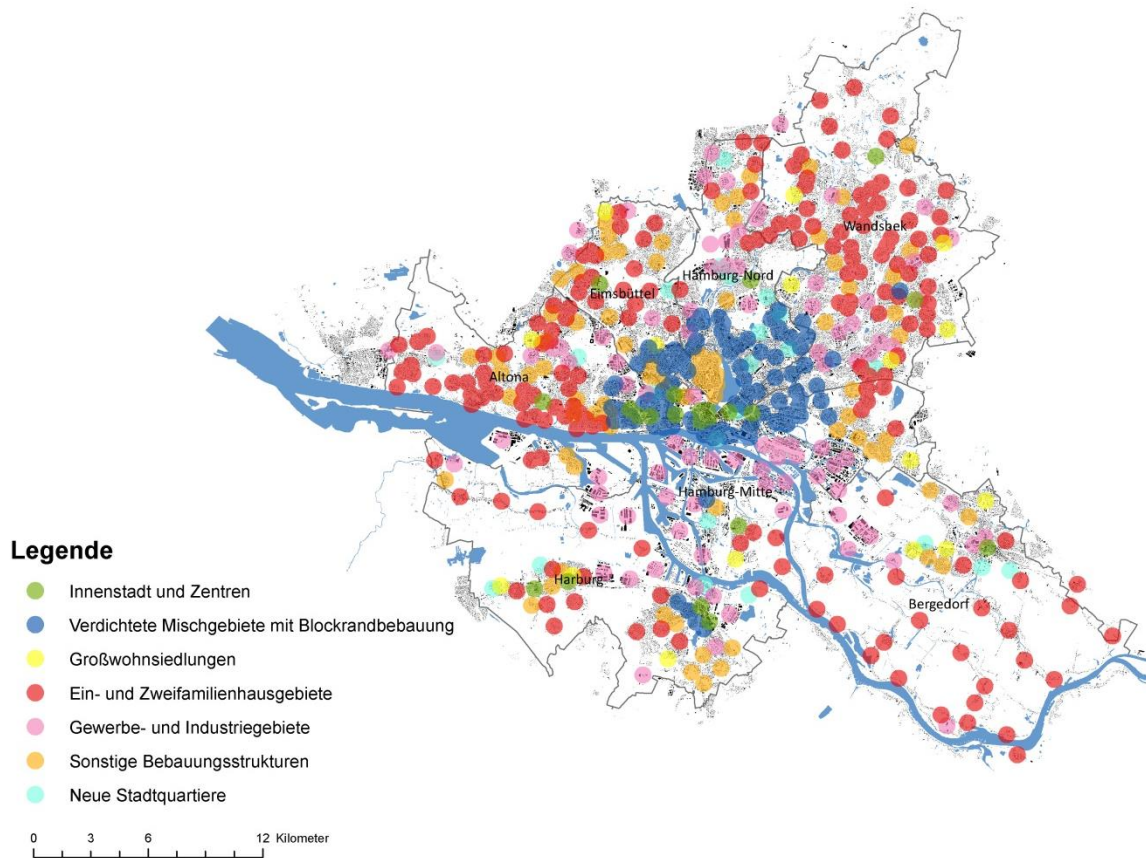 Wandsbek
Hamburg-Nord
Eimsbüttel
Altona
Hamburg-Mitte
Harburg
Bergedorf
Legende
Innenstadt und Zentren
Verdichtete Mischgebiete mit Blockrandbebauung
Großwohnsiedlungen
Ein- und Zweifamilienhausgebiete
Gewerbe- und Industriegebiete
Sonstige Bebauungsstrukturen
Neue Stadtquartiere
0 3 6 12 Kilometer